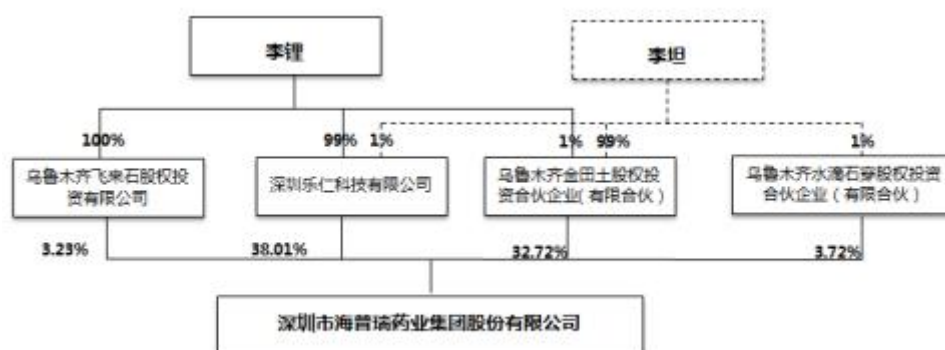 李锂
李坦
100%
99%
1%
1%
99%
1%
乌鲁木齐飞来石股权投
资有限公司
深圳乐仁科技有限公司
乌鲁木齐金田土股权投
资合伙企业(有限合伙)
乌鲁木齐水滴石穿股权投资
合伙企业(有限合伙)
3.23%
38.01%
32.72%
3.72%
深圳市海普瑞药业集团股份有限公司